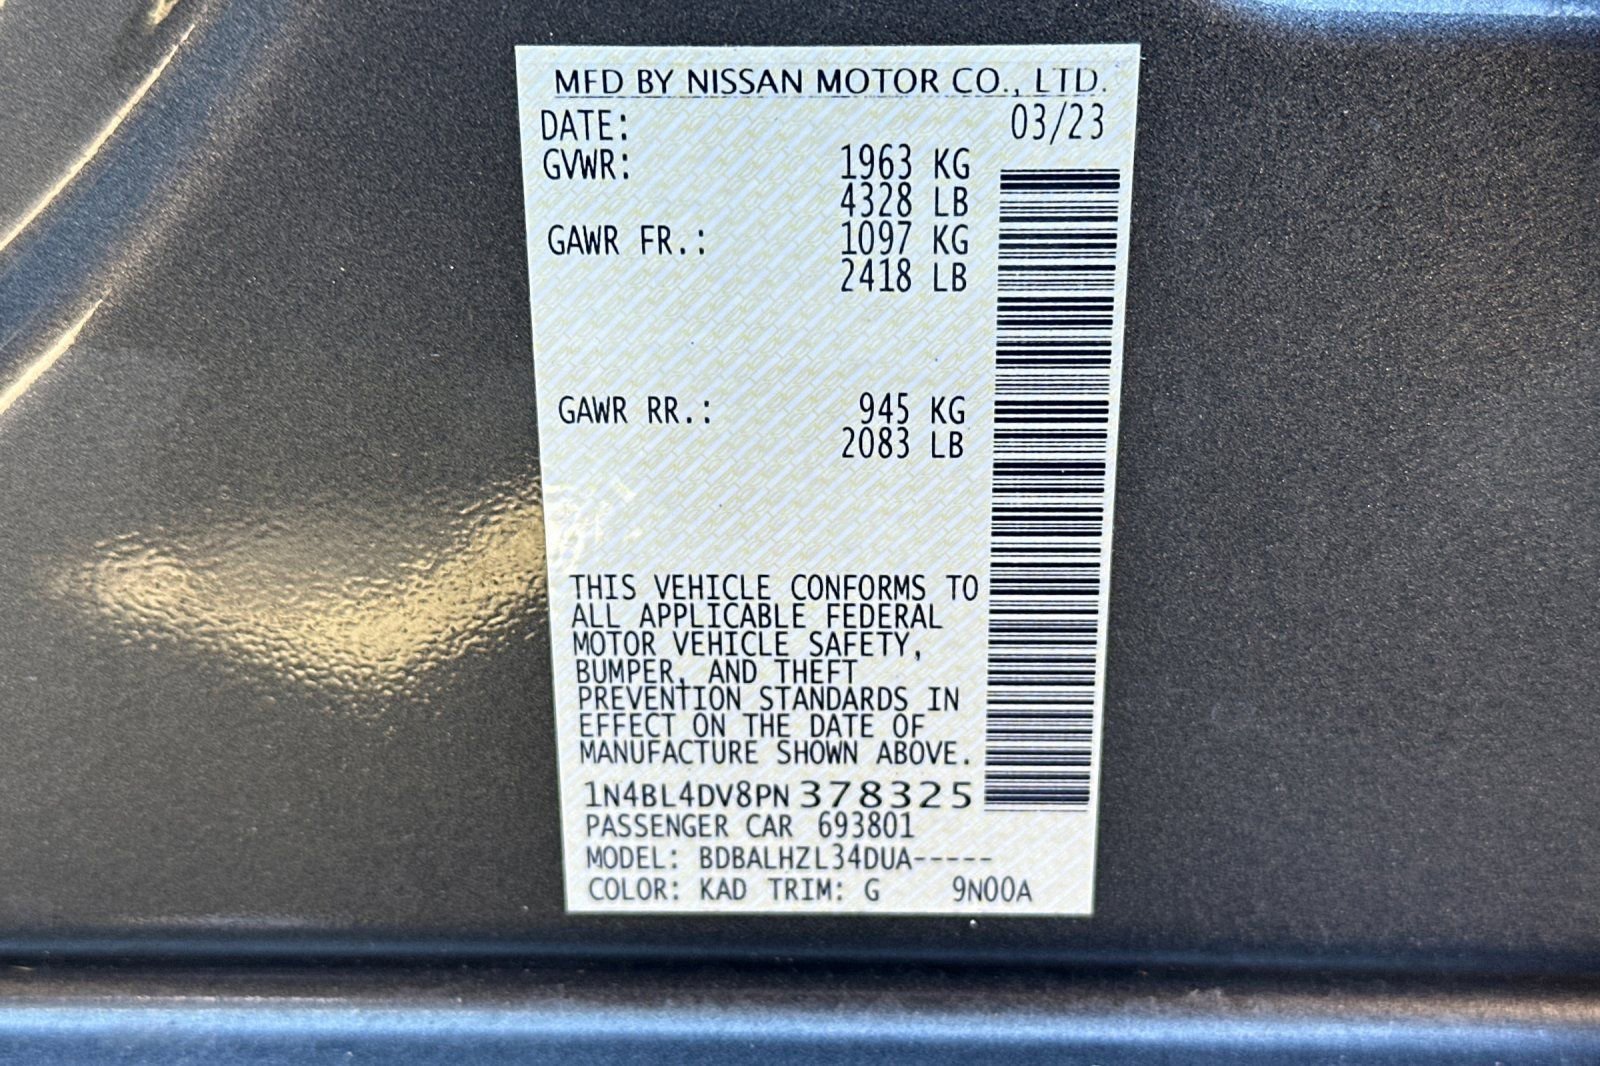 MFD BY NISSAN MOTOR CO., LTD.
DATE: 03/23
GVWR: 1963 KG
4328 LB
GAWR FR.: 1097 KG
2418 LB
GAWR RR.: 945 KG
2083 LB
THIS VEHICLE CONFORMS TO
ALL APPLICABLE FEDERAL
MOTOR VEHICLE SAFETY,
BUMPER, AND THEFT
PREVENTION STANDARDS IN
EFFECT ON THE DATE OF
MANUFACTURE SHOWN ABOVE.
1N4BL4DV8PN378325
PASSENGER CAR 693801
MODEL: BDBALHZL34DUA-----
COLOR: KAD TRIM: G 9N00A